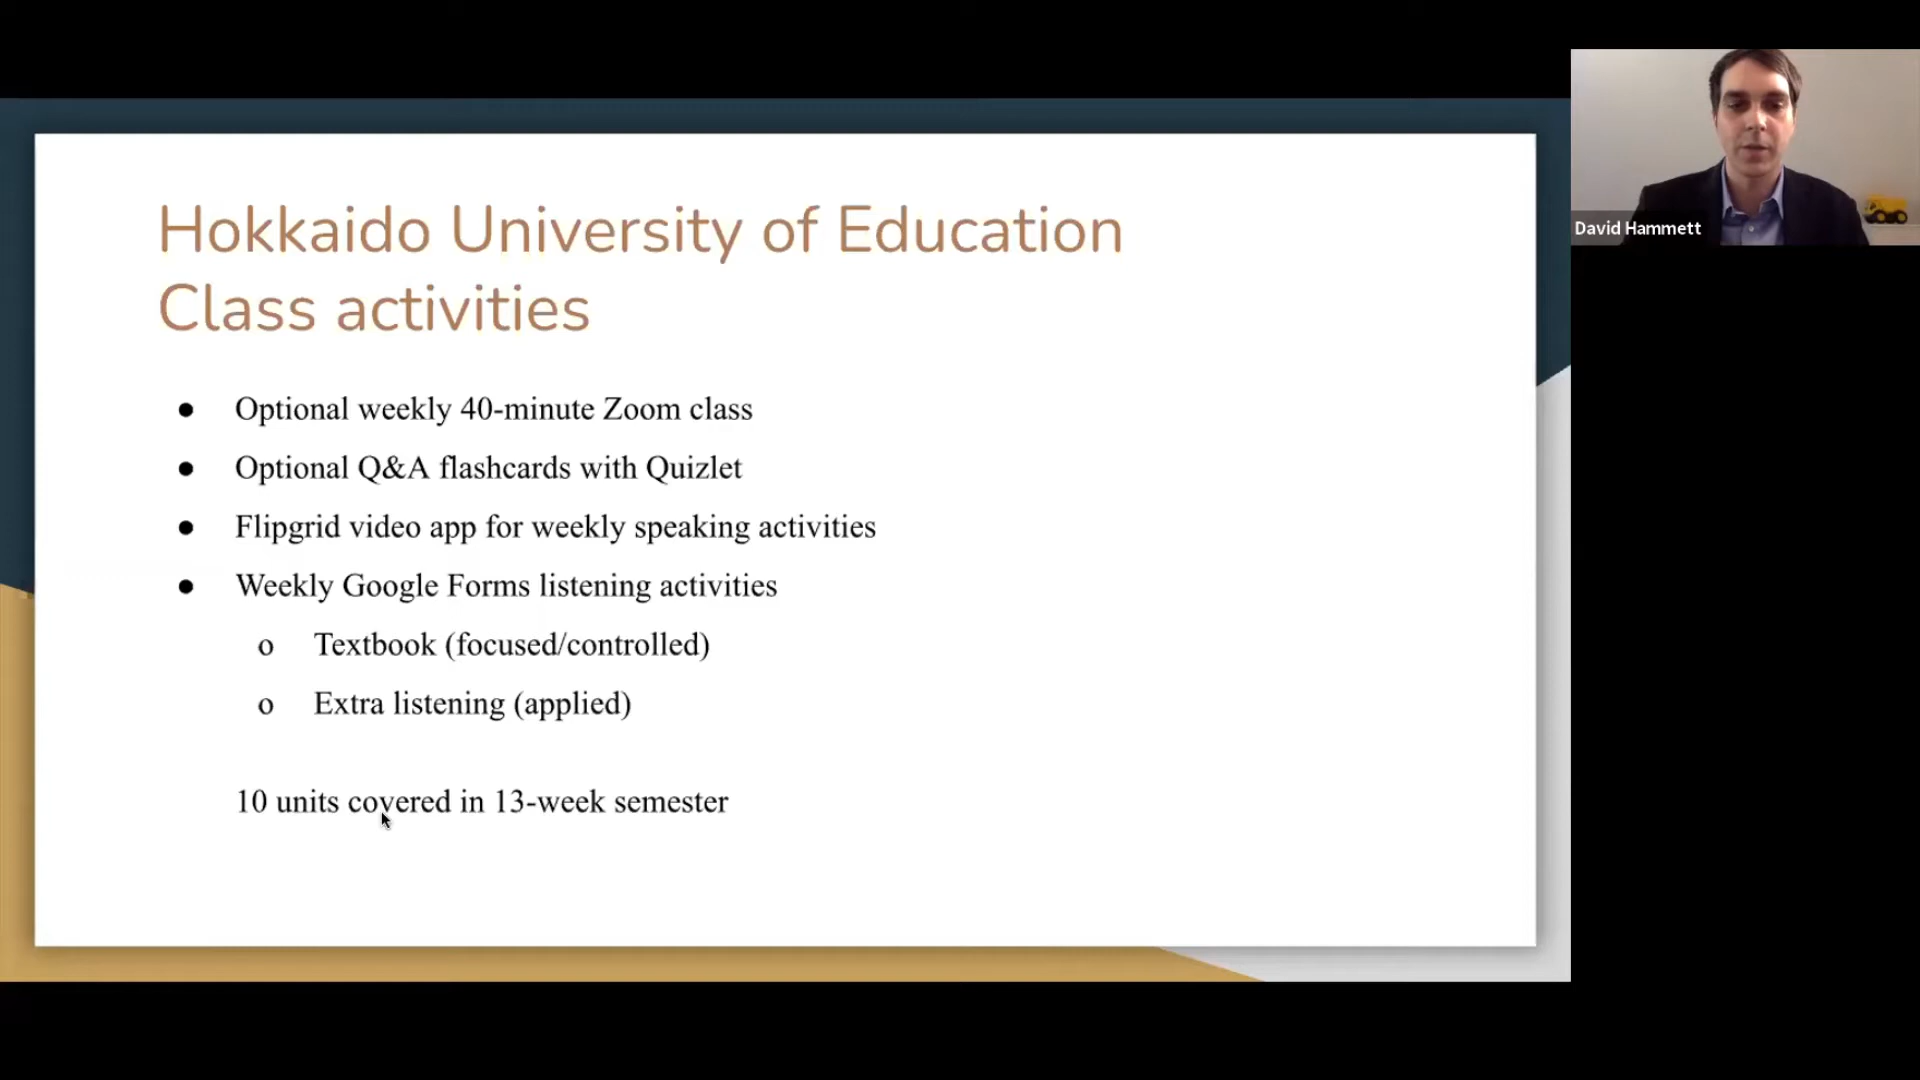 Hokkaido University of Education
Class activities
● Optional weekly 40-minute Zoom class
● Optional Q&A flashcards with Quizlet
● Flipgrid video app for weekly speaking activities
● Weekly Google Forms listening activities
o Textbook (focused/controlled)
o Extra listening (applied)
10 units covered in 13-week semester
David Hammett